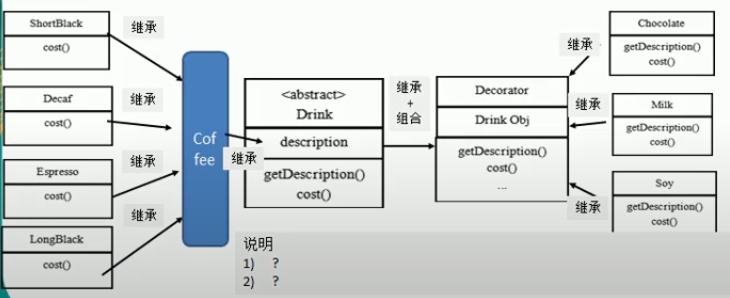 ShortBlack
cost()
继承
Decaf
cost()
继承
Espresso
cost()
继承
LongBlack
cost()
继承
Cof
fee
继承
<abstract>
Drink
description
getDescription()
cost()
继承
+
组合
Decorator
Drink Obj
getDescription()
cost()
...
继承
Chocolate
getDescription()
cost()
继承
Milk
getDescription()
cost()
继承
Soy
getDescription()
cost()
说明
1) ?
2) ?